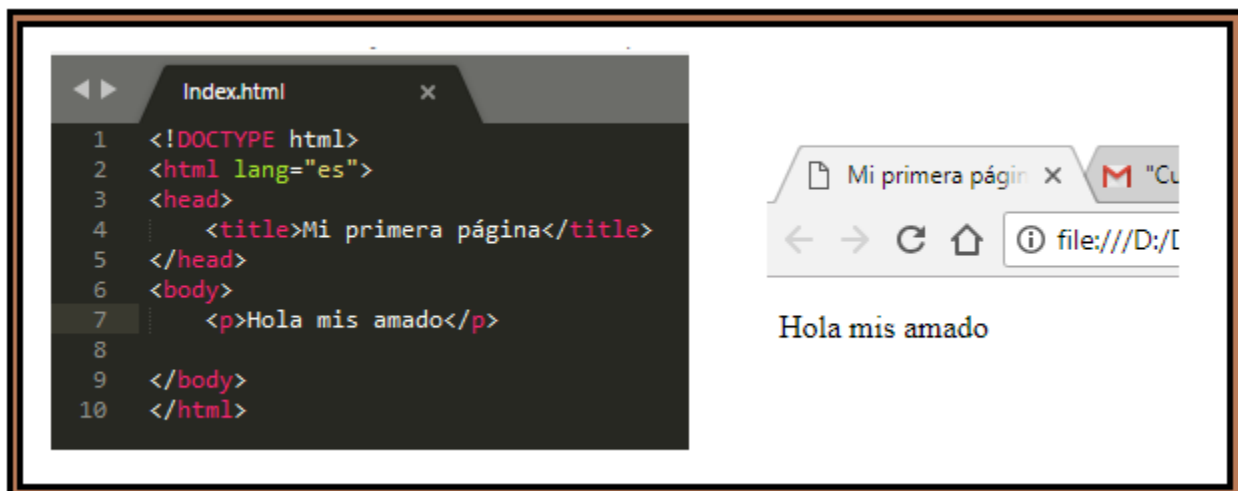 Index.html
1 <!DOCTYPE html>
2 <html lang="es">
3 <head>
4 <title>Mi primera página</title>
5 </head>
6 <body>
7 <p>Hola mis amado</p>
8
9 </body>
10 </html>
Mi primera págin
"Cu
file:///D:/D
Hola mis amado